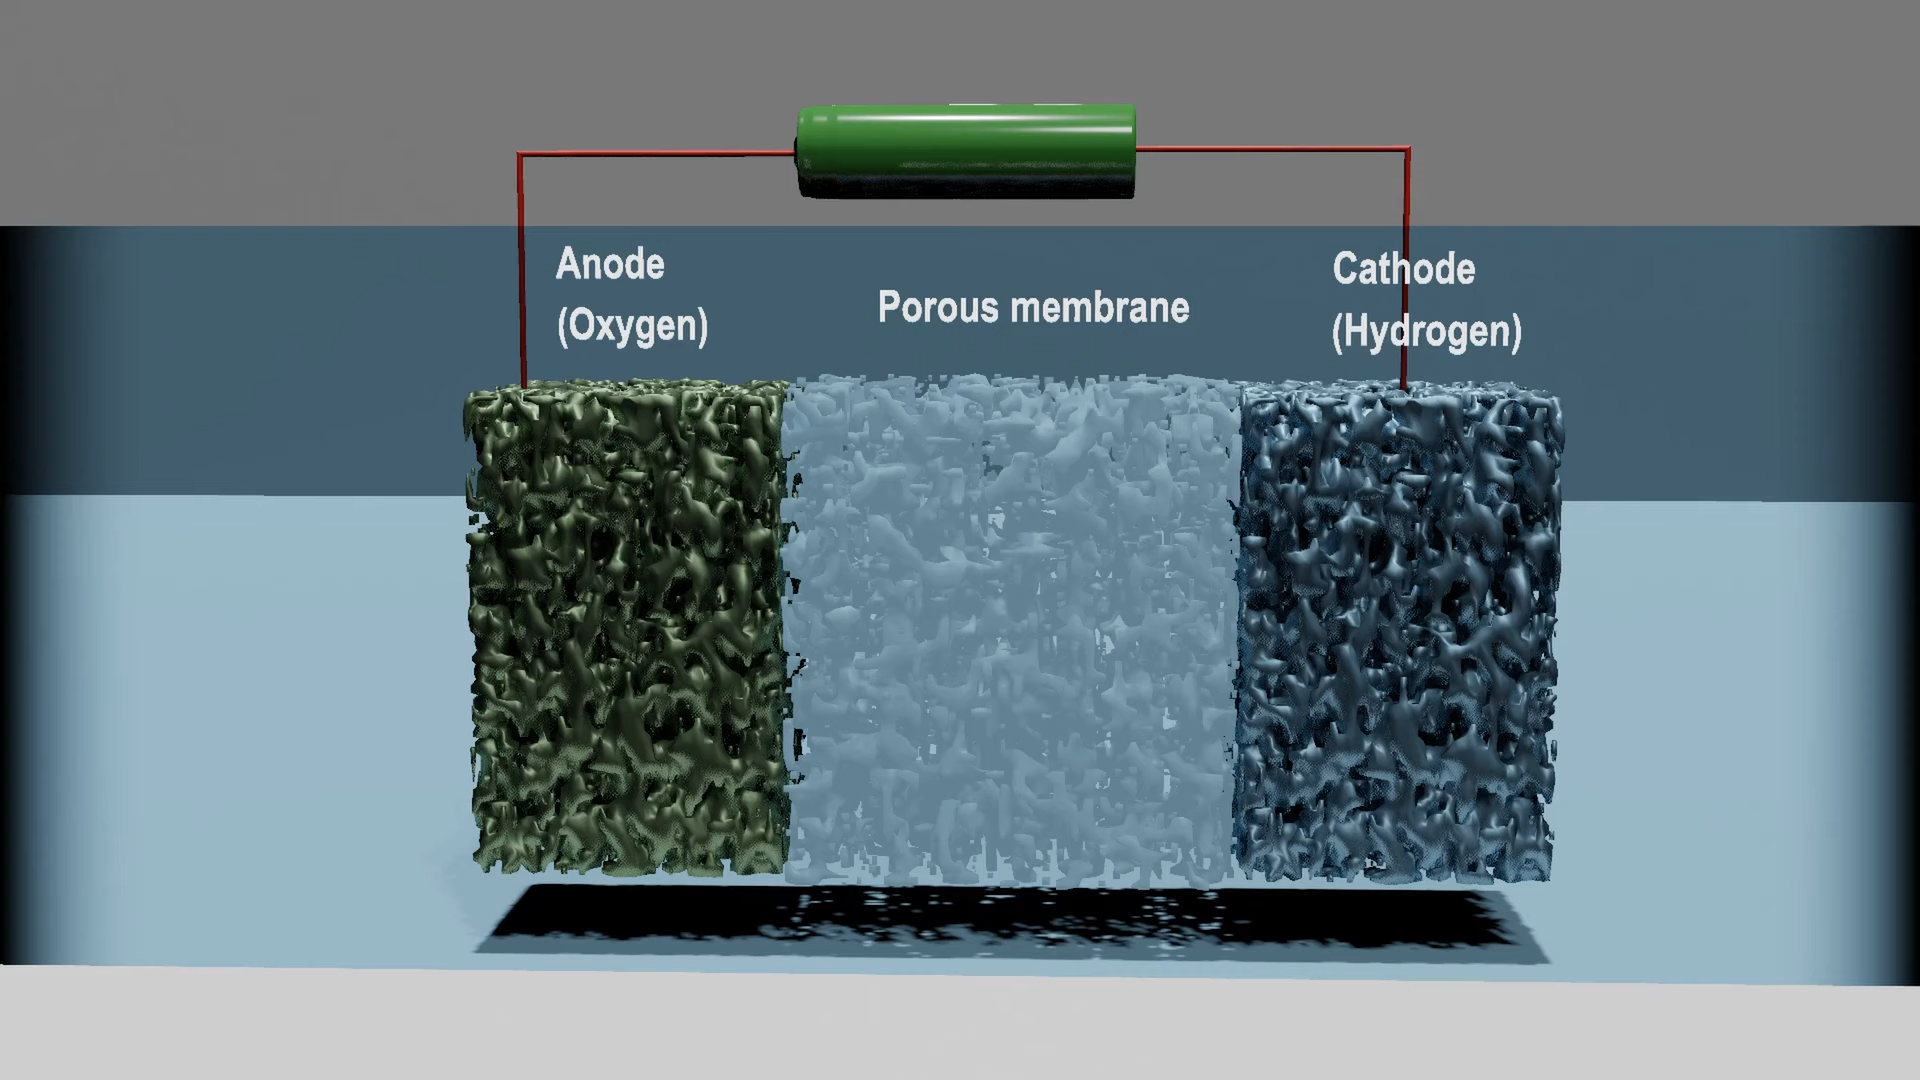 Anode
(Oxygen)
Porous membrane
Cathode
(Hydrogen)